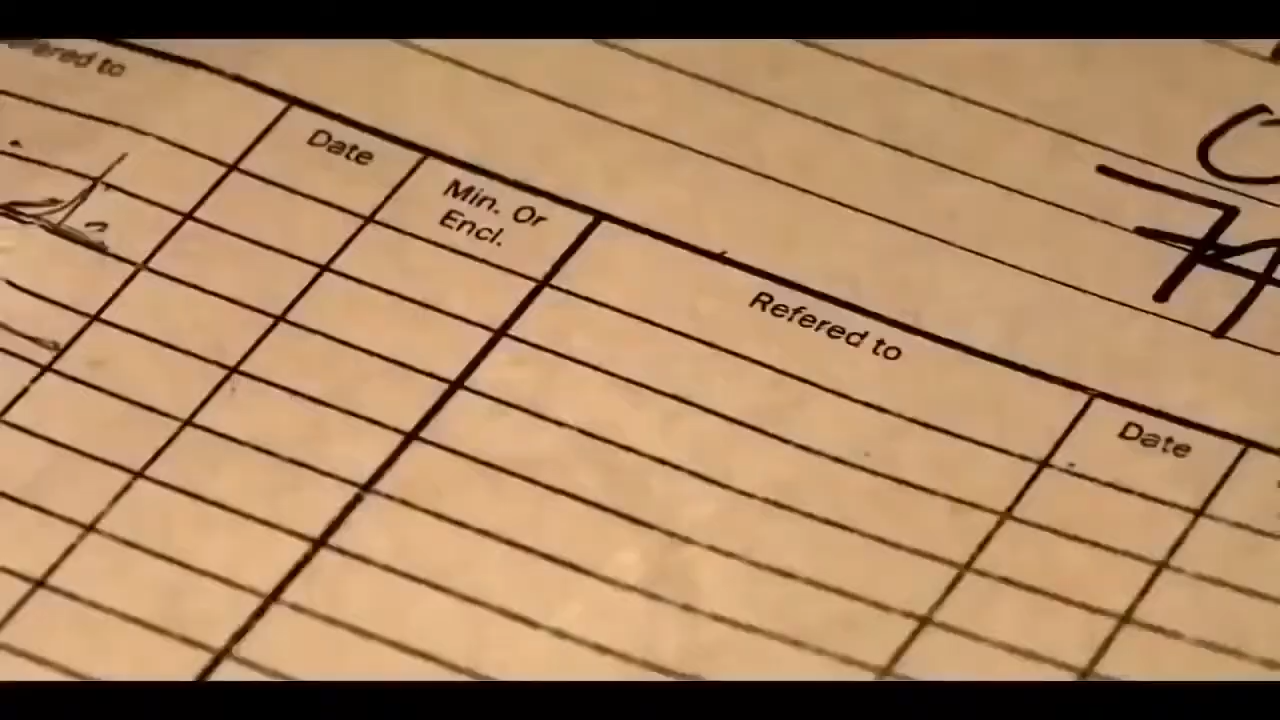 Refered to
Date
Min. Or
Encl.
Refered to
Date